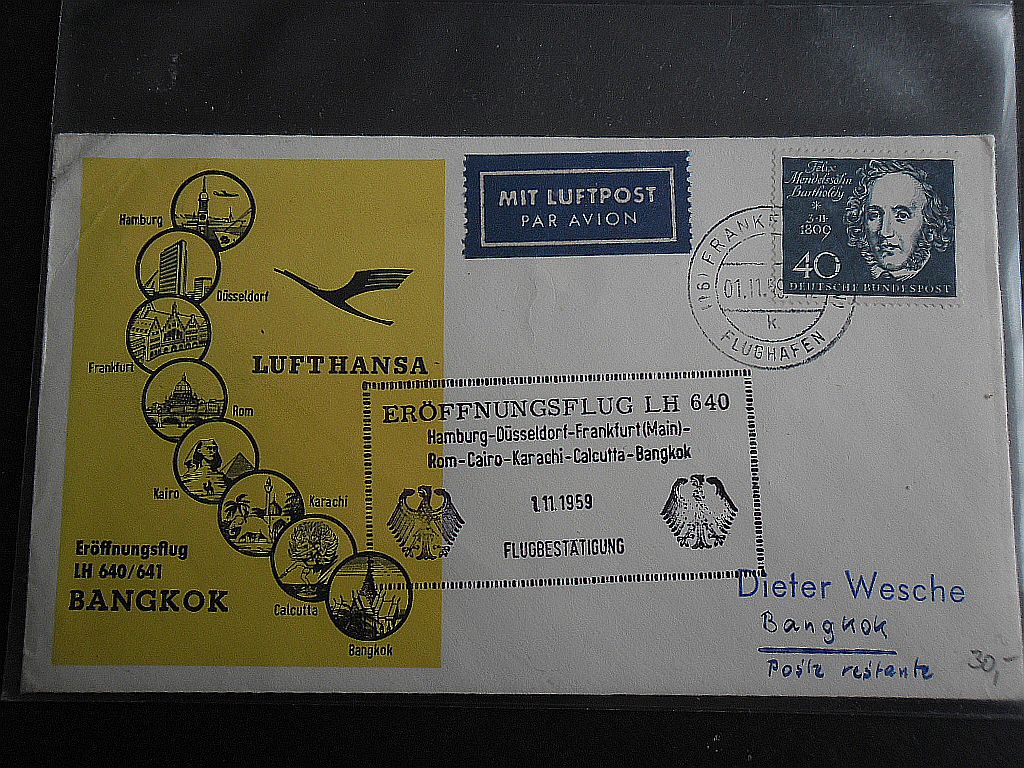 Hamburg
Düsseldorf
Frankfurt
Rom
Kairo
Karachi
Calcutta
Bangkok
LUFTHANSA
Eröffnungsflug
LH 640/641
BANGKOK
MIT LUFTPOST
PAR AVION
Felix
Mendelssohn
Bartholdy
3·11·
1809
40
DEUTSCHE BUNDESPOST
(16) FRANKF
01.11.59
k
FLUGHAFEN
ERÖFFNUNGSFLUG LH 640
Hamburg-Düsseldorf-Frankfurt(Main)-
Rom-Cairo-Karachi-Calcutta-Bangkok
1.11.1959
FLUGBESTÄTIGUNG
Dieter Wesche
Bangkok
Poste restante
30,-